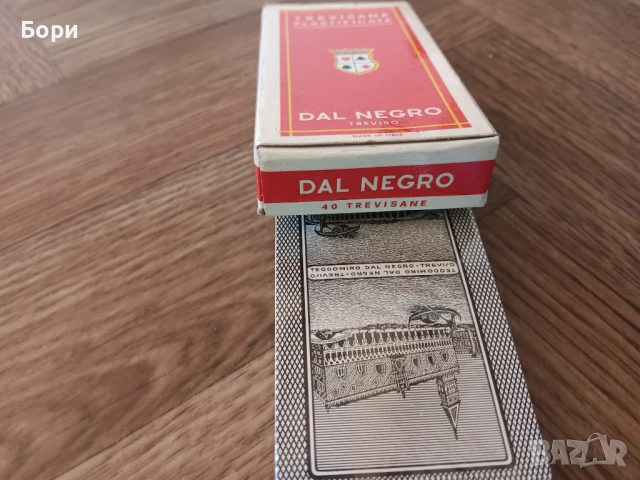 Бори
TREVISANE
PLASTIFICATE
DAL NEGRO
TREVISO
MADE IN ITALY
DAL NEGRO
40 TREVISANE
TEODOMIRO DAL NEGRO-TREVISO
TEODOMIRO DAL NEGRO-TREVISO
BAZAR